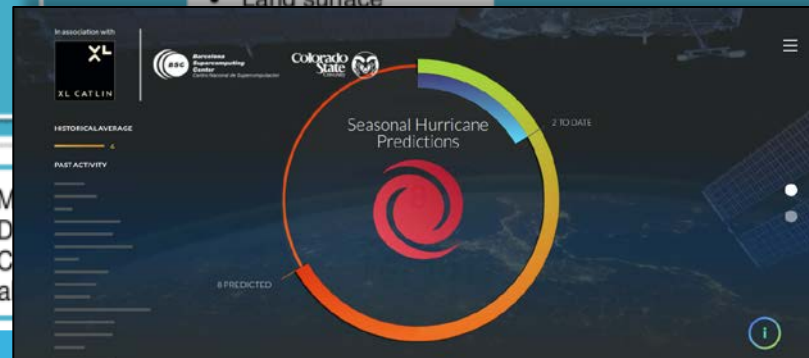 Land surface
In association with
XL
XL CATLIN
BSC
Barcelona
Supercomputing
Center
Centro Nacional de Supercomputación
Colorado
State
HISTORICAL AVERAGE
6
PAST ACTIVITY
Seasonal Hurricane
Predictions
2 TO DATE
8 PREDICTED
M
D
C
a
i